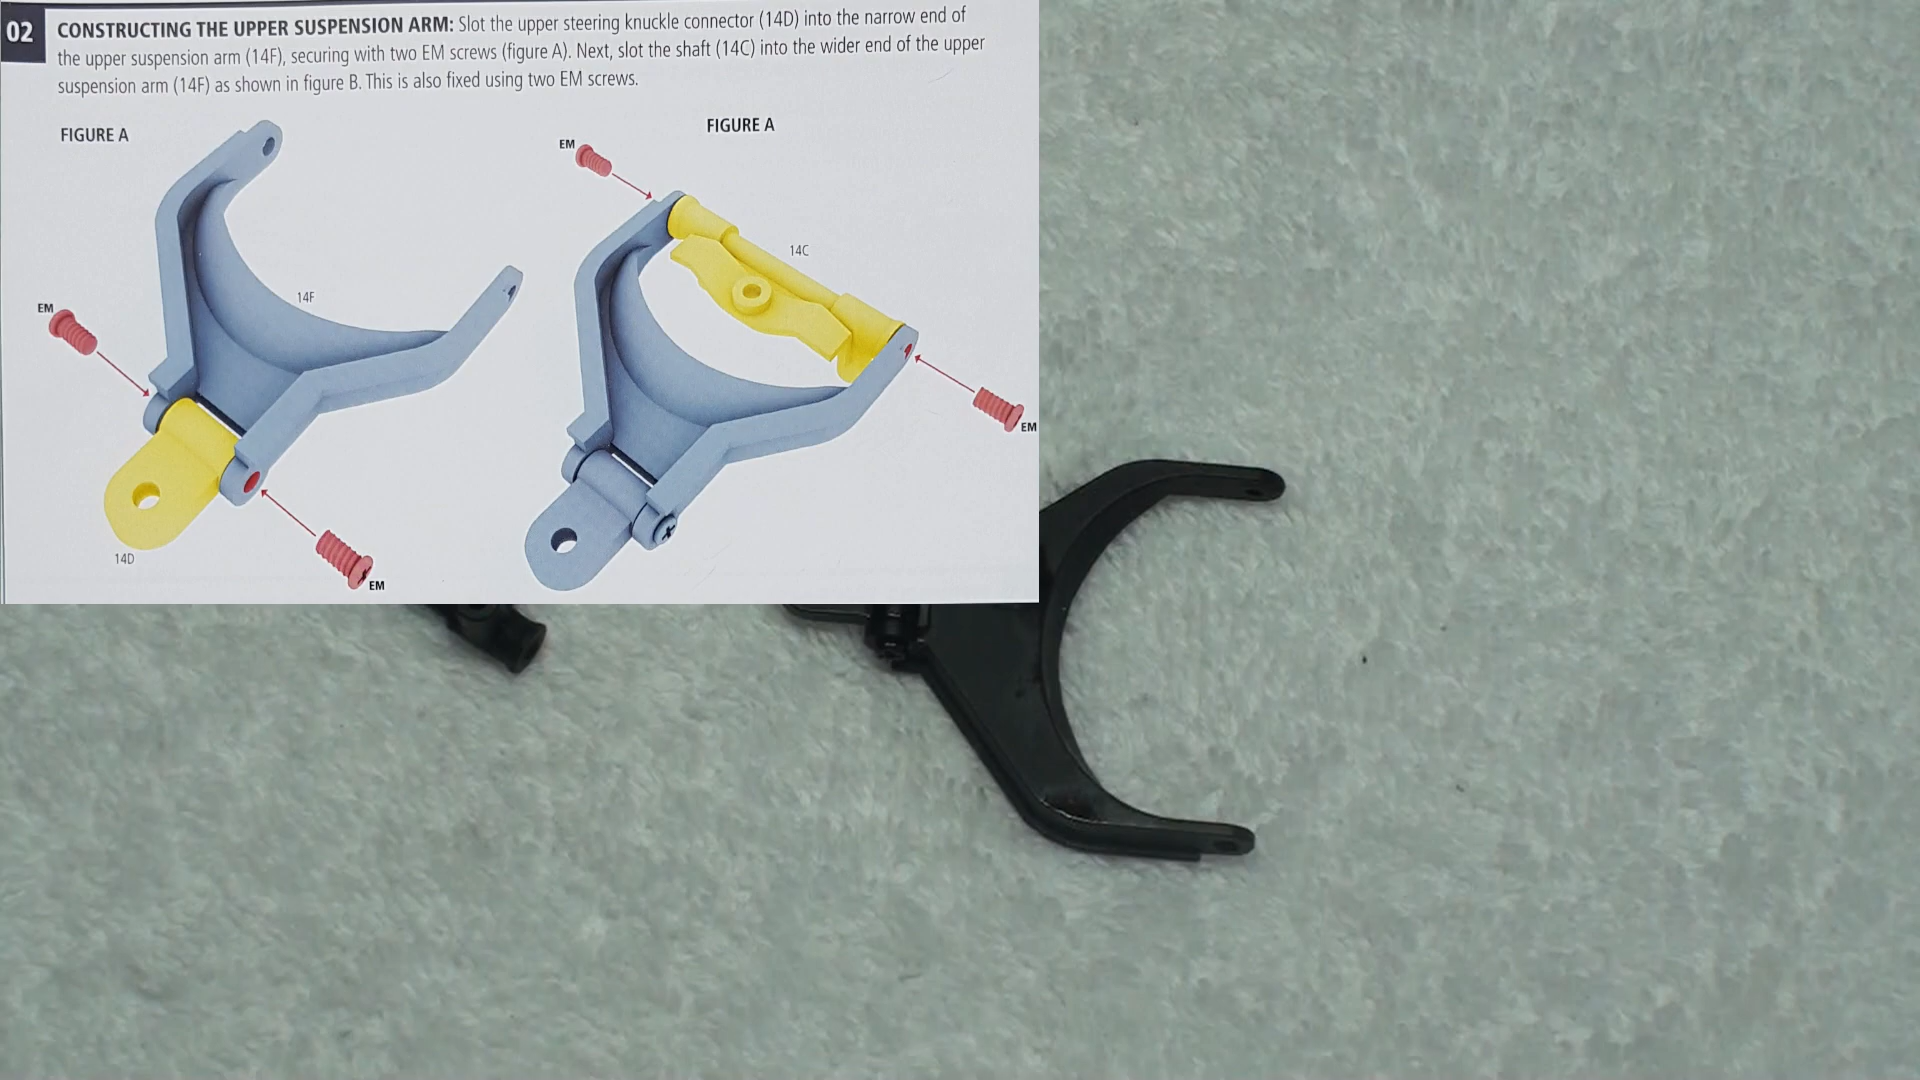 02
CONSTRUCTING THE UPPER SUSPENSION ARM: Slot the upper steering knuckle connector (14D) into the narrow end of
the upper suspension arm (14F), securing with two EM screws (figure A). Next, slot the shaft (14C) into the wider end of the upper
suspension arm (14F) as shown in figure B. This is also fixed using two EM screws.
FIGURE A
FIGURE A
EM
14C
14F
EM
EM
14D
EM